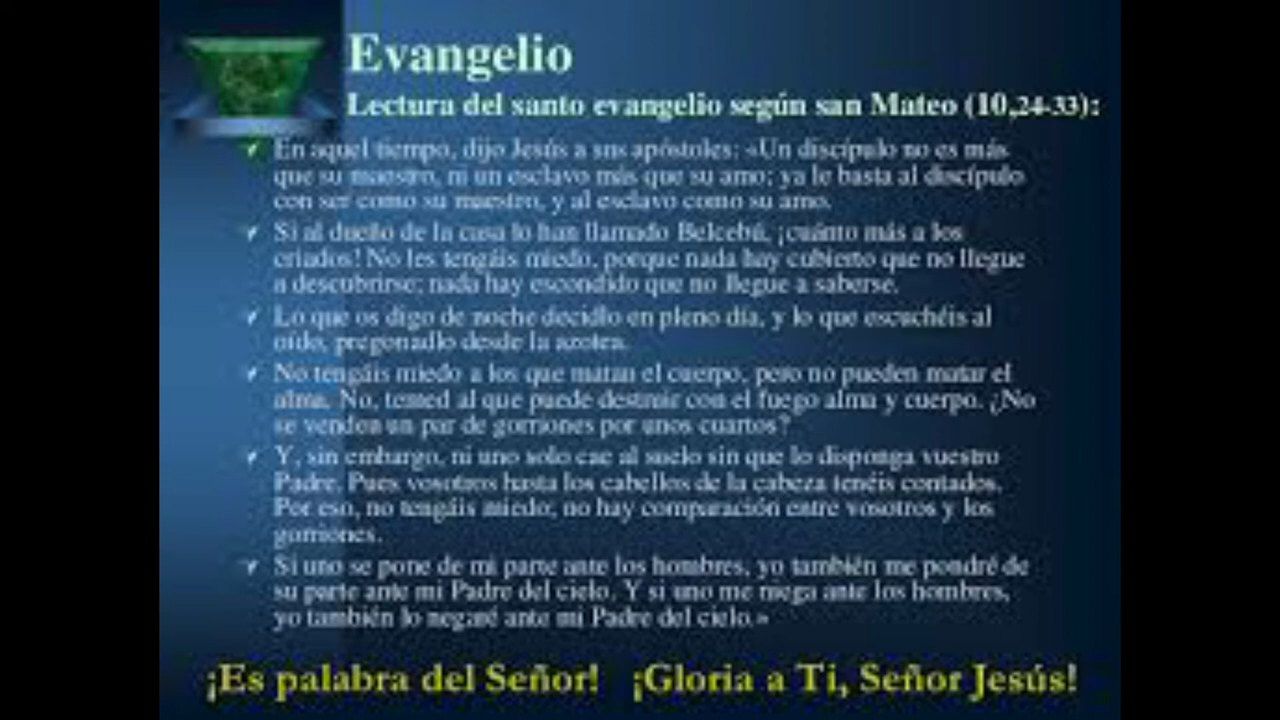 Evangelio
Lectura del santo evangelio según san Mateo (10,24-33):
En aquel tiempo, dijo Jesús a sus apóstoles: «Un discípulo no es más
que su maestro, ni un esclavo más que su amo; ya le basta al discípulo
con ser como su maestro, y al esclavo como su amo.
Si al dueño de la casa lo han llamado Belcebú, ¡cuánto más a los
criados! No les tengáis miedo, porque nada hay cubierto que no llegue
a descubrirse; nada hay escondido que no llegue a saberse.
Lo que os digo de noche decidlo en pleno día, y lo que escuchéis al
oído, pregonadlo desde la azotea.
No tengáis miedo a los que matan el cuerpo, pero no pueden matar el
alma. No, temed al que puede destruir con el fuego alma y cuerpo. ¿No
se venden un par de gorriones por unos cuartos?
Y, sin embargo, ni uno solo cae al suelo sin que lo disponga vuestro
Padre. Pues vosotros hasta los cabellos de la cabeza tenéis contados.
Por eso, no tengáis miedo; no hay comparación entre vosotros y los
gorriones.
Si uno se pone de mi parte ante los hombres, yo también me pondré de
su parte ante mi Padre del cielo. Y si uno me niega ante los hombres,
yo también lo negaré ante mi Padre del cielo.»
¡Es palabra del Señor! ¡Gloria a Ti, Señor Jesús!